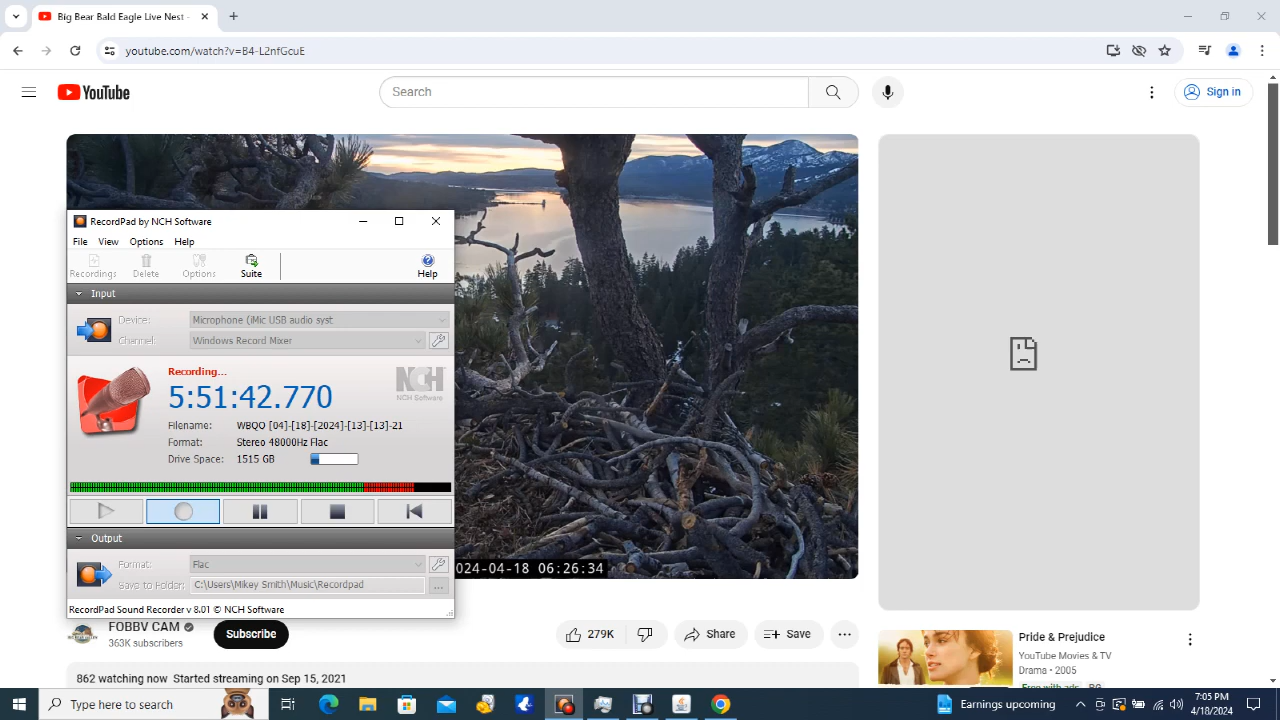 Big Bear Bald Eagle Live Nest -
youtube.com/watch?v=B4-L2nfGcuE
YouTube
Search
Sign in
RecordPad by NCH Software
File View Options Help
Recordings Delete Options Suite Help
Input
Device: Microphone (iMic USB audio syst
Channel: Windows Record Mixer
Recording...
5:51:42.770
NCH
NCH Software
Filename: WBQQ [04]-[18]-[2024]-[13]-[13]-21
Format: Stereo 48000Hz Flac
Drive Space: 1515 GB
Output
Format: Flac
Save to Folder: C:\Users\Mikey Smith\Music\Recordpad
...
024-04-18 06:26:34
RecordPad Sound Recorder v 8.01 © NCH Software
FOBBV CAM
363K subscribers
Subscribe
279K
Share
Save
862 watching now Started streaming on Sep 15, 2021
Pride & Prejudice
YouTube Movies & TV
Drama • 2005
Free with ads PG
Type here to search
Earnings upcoming
7:05 PM
4/18/2024